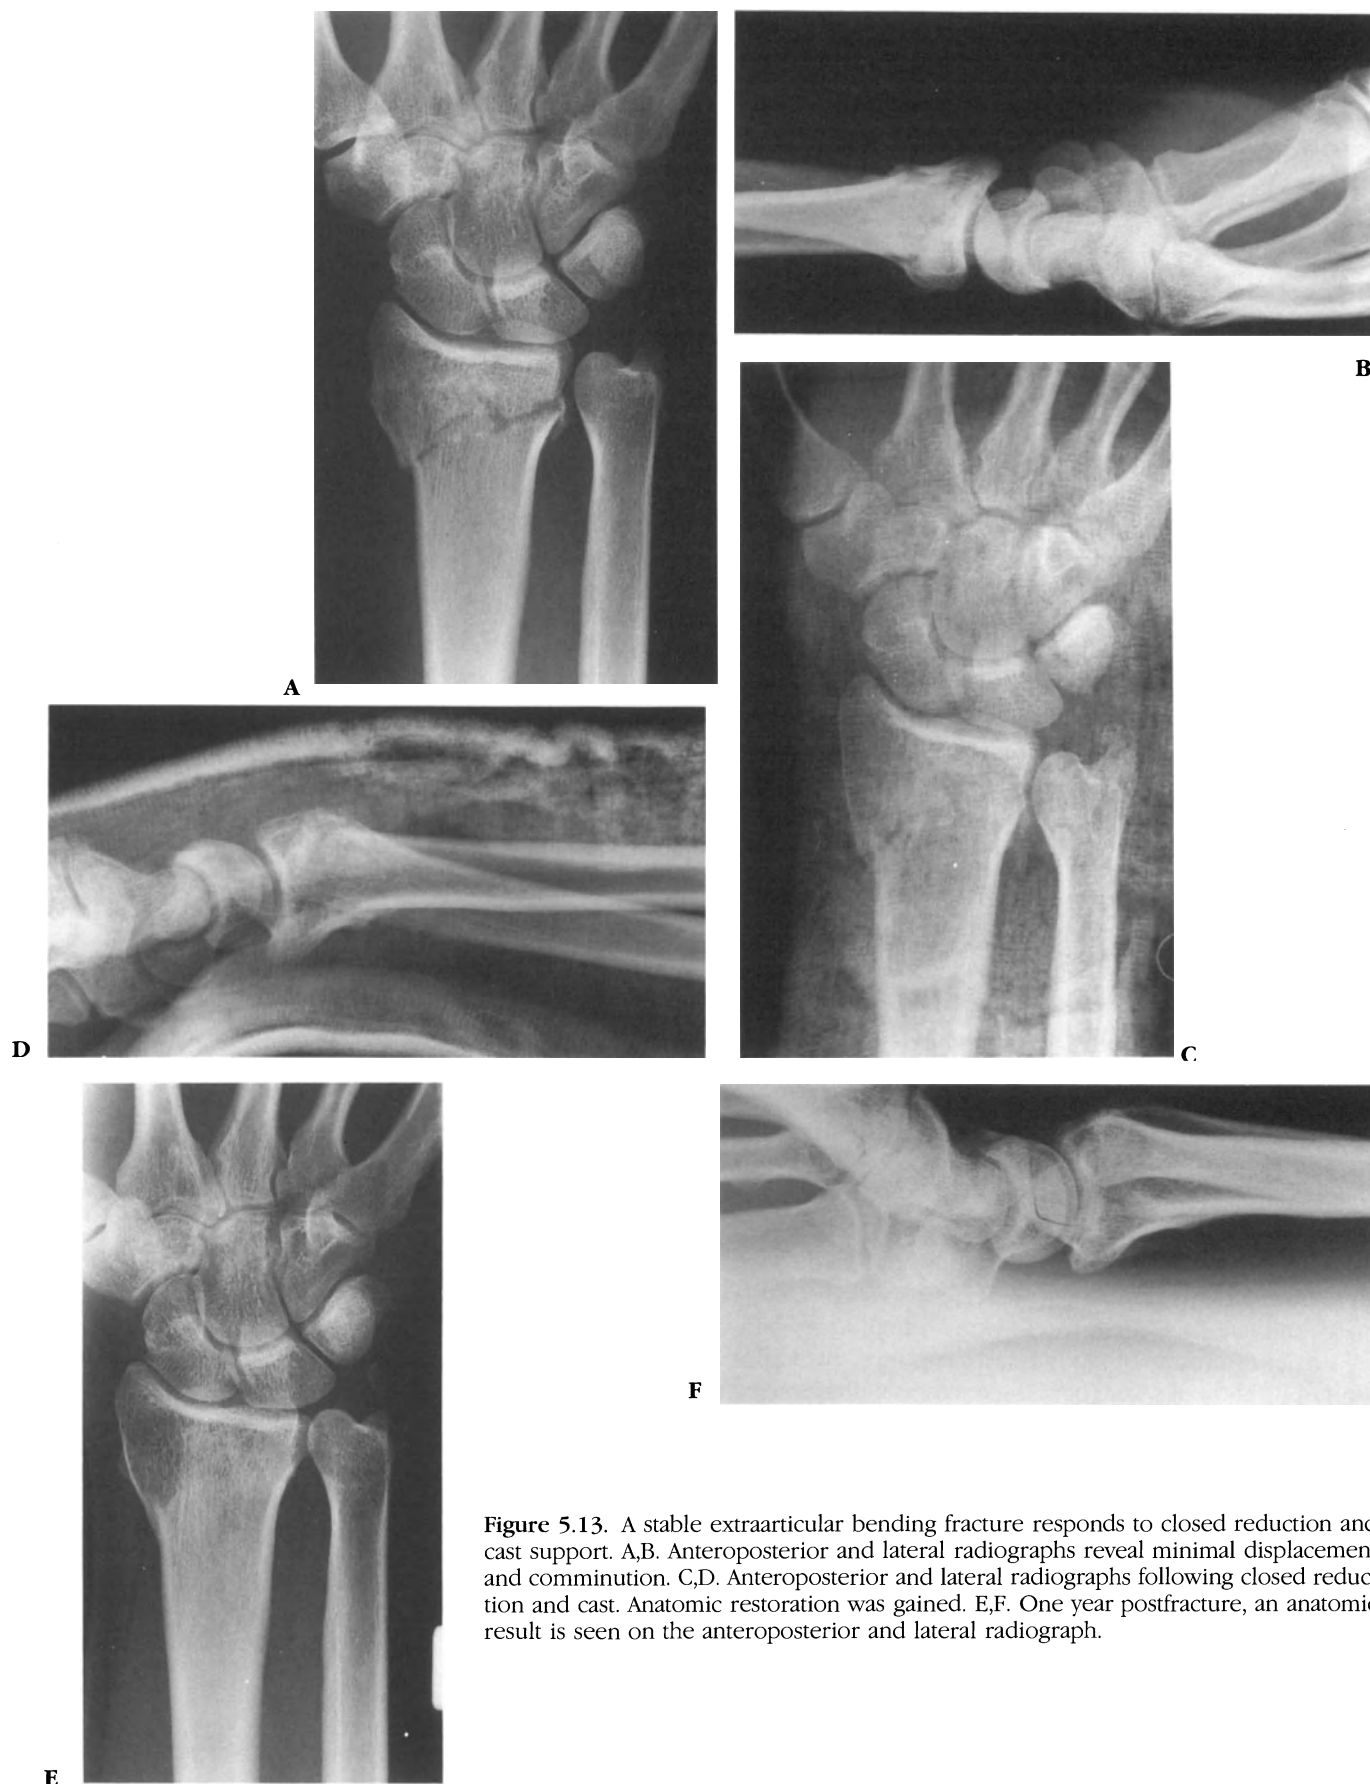 A
B
C
D
E
F
Figure 5.13. A stable extraarticular bending fracture responds to closed reduction and
cast support. A,B. Anteroposterior and lateral radiographs reveal minimal displacemen
and comminution. C,D. Anteroposterior and lateral radiographs following closed reduc
tion and cast. Anatomic restoration was gained. E,F. One year postfracture, an anatomic
result is seen on the anteroposterior and lateral radiograph.